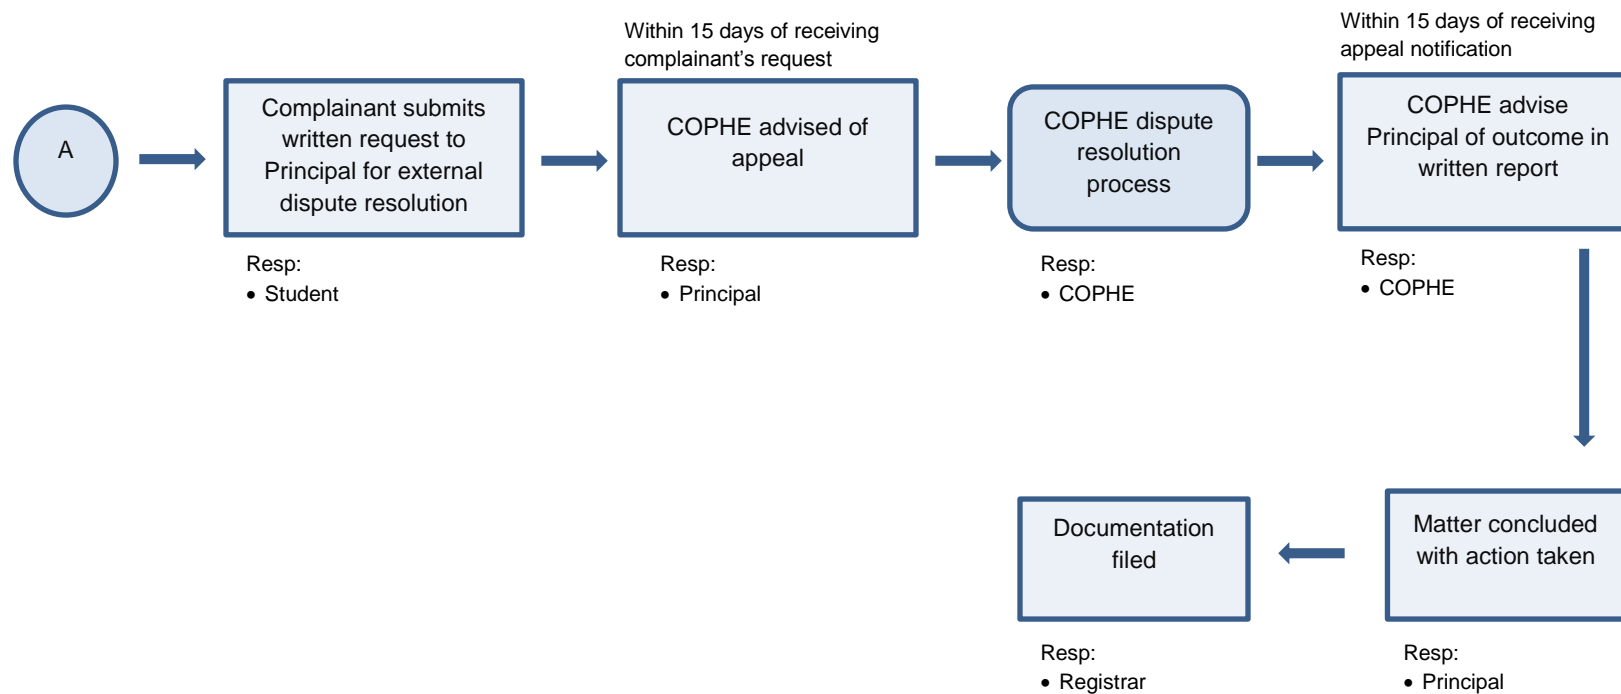 A
Complainant submits
written request to
Principal for external
dispute resolution
Resp:
• Student
Within 15 days of receiving
complainant’s request
COPHE advised of
appeal
Resp:
• Principal
COPHE dispute
resolution
process
Resp:
• COPHE
Within 15 days of receiving
appeal notification
COPHE advise
Principal of outcome in
written report
Resp:
• COPHE
Matter concluded
with action taken
Resp:
• Principal
Documentation
filed
Resp:
• Registrar